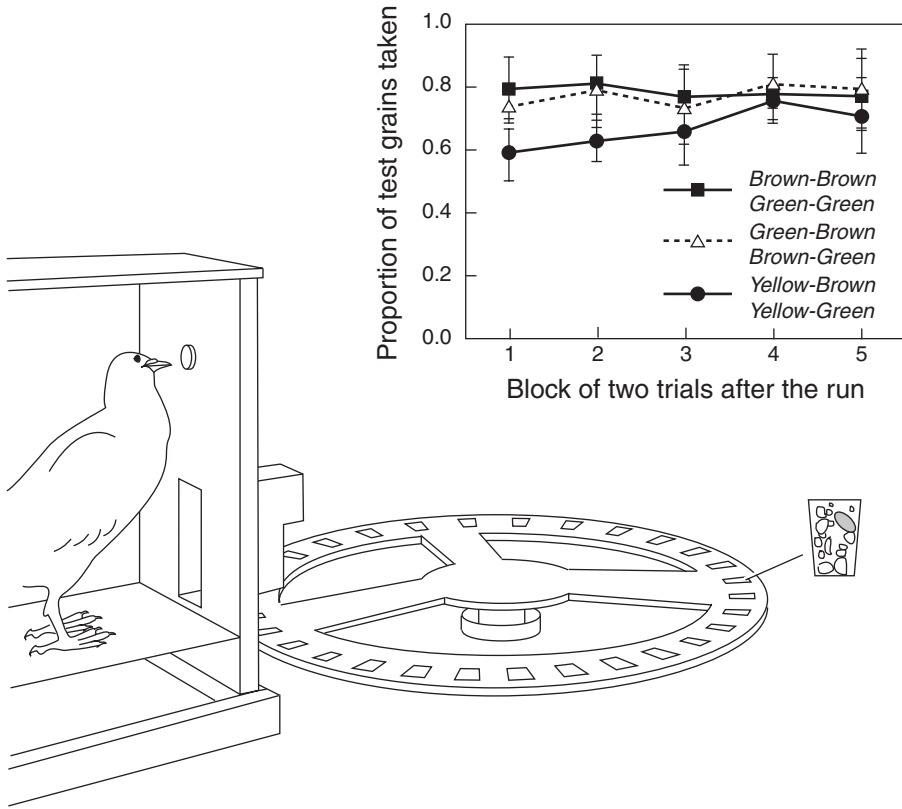 Proportion of test grains taken
1.0
0.8
0.6
0.4
0.2
0.0
Brown-Brown
Green-Green
Green-Brown
Brown-Green
Yellow-Brown
Yellow-Green
1 2 3 4 5
Block of two trials after the run